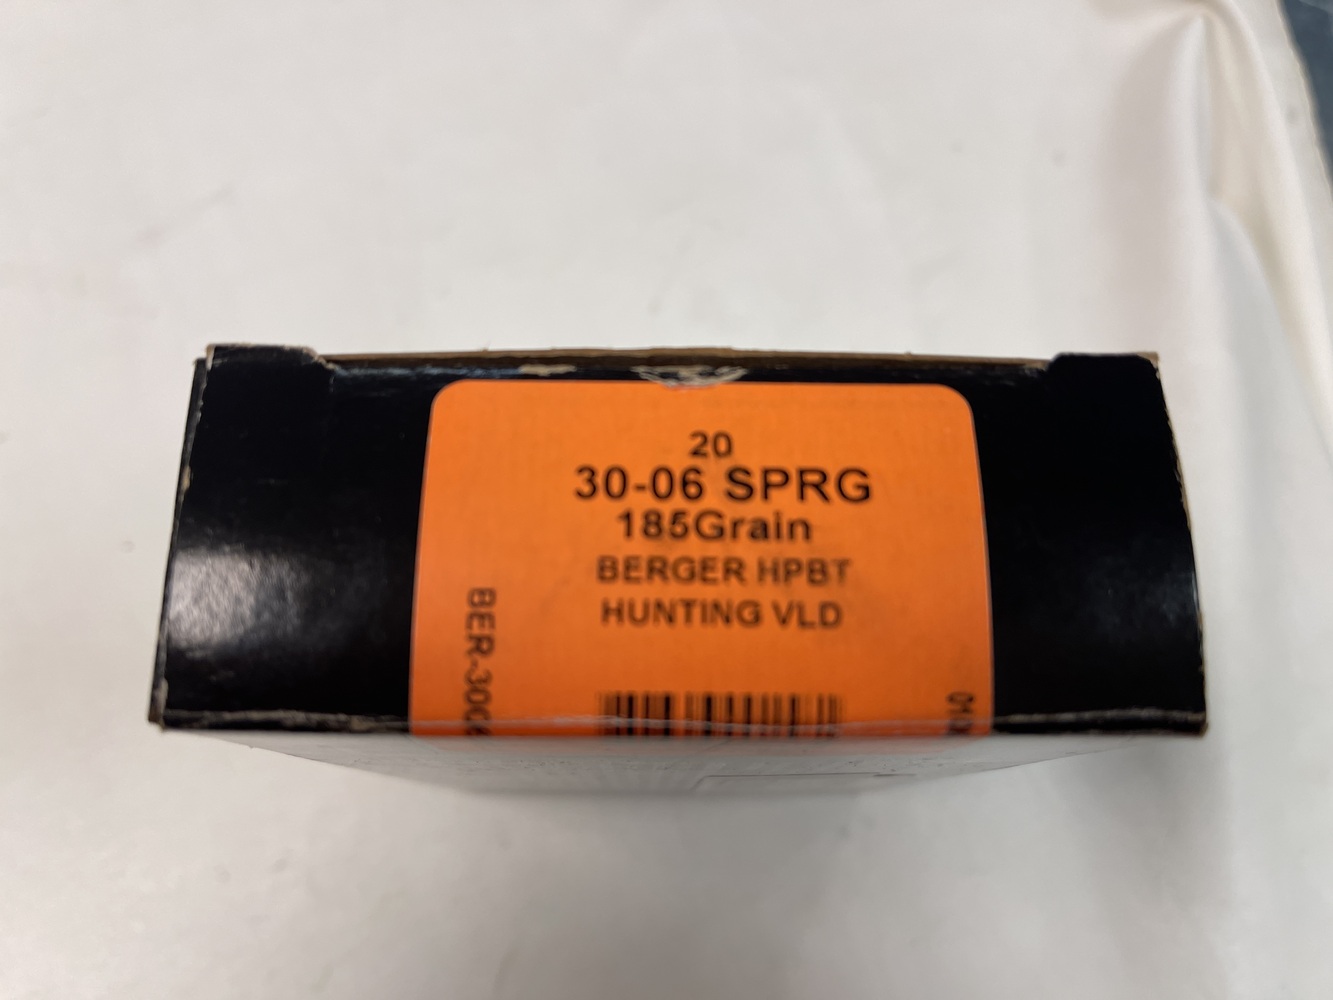 20
30-06 SPRG
185Grain
BERGER HPBT
HUNTING VLD